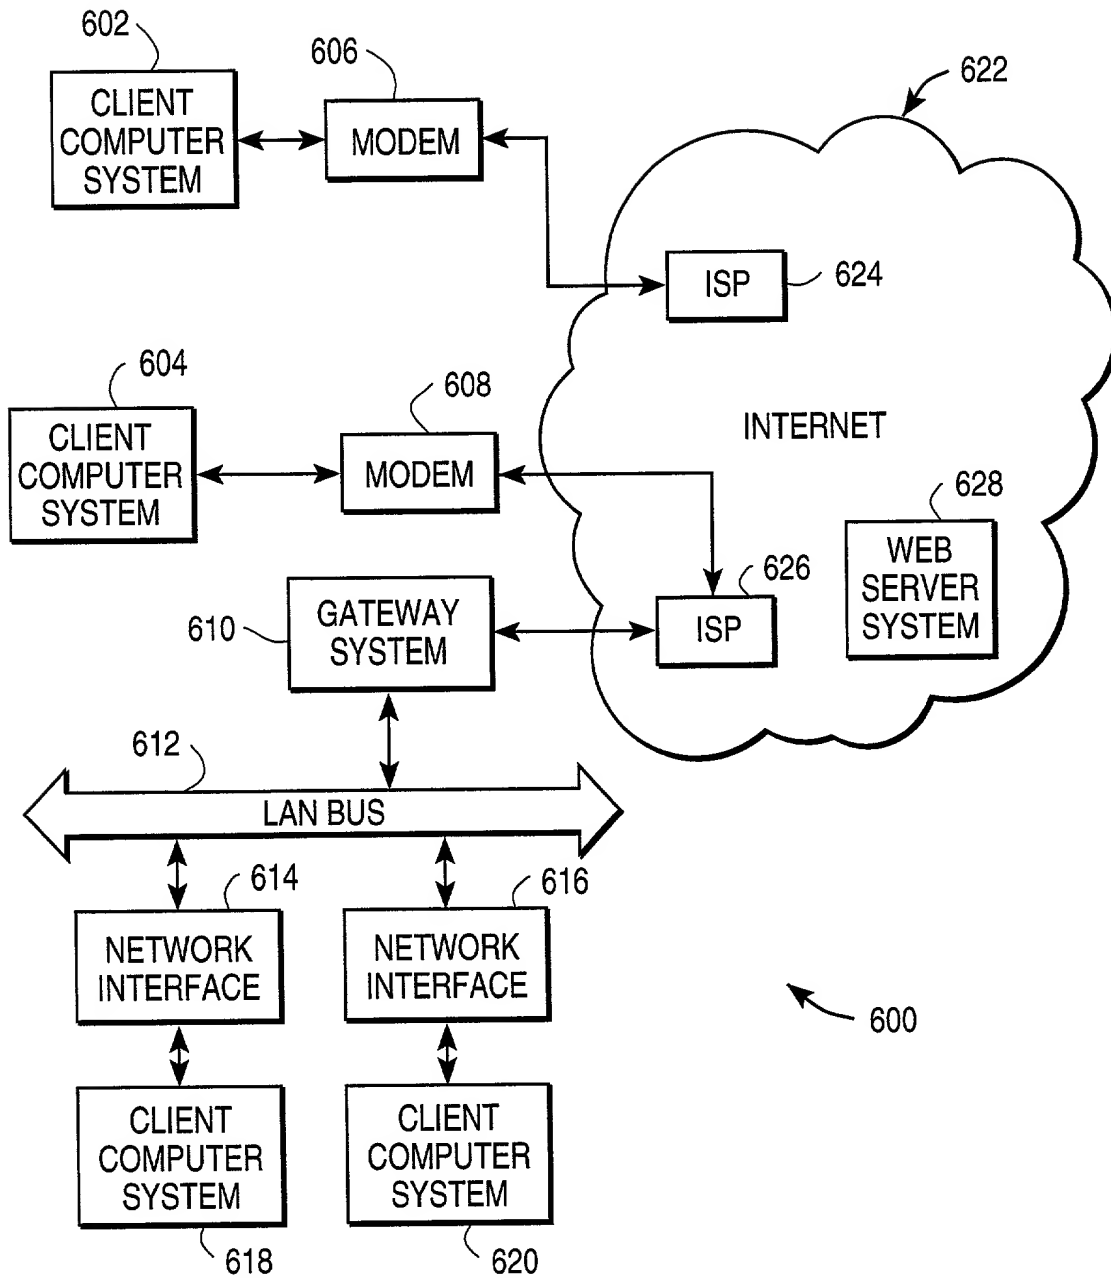 602
CLIENT
COMPUTER
SYSTEM
606
MODEM
622
ISP
624
604
CLIENT
COMPUTER
SYSTEM
608
MODEM
INTERNET
628
WEB
SERVER
SYSTEM
610
GATEWAY
SYSTEM
626
ISP
612
LAN BUS
614
NETWORK
INTERFACE
616
NETWORK
INTERFACE
600
CLIENT
COMPUTER
SYSTEM
618
CLIENT
COMPUTER
SYSTEM
620